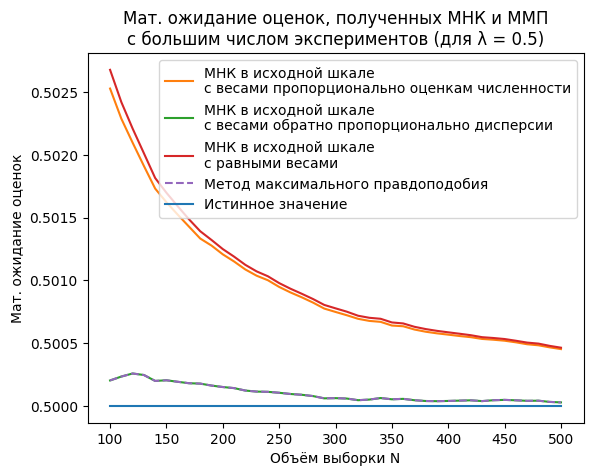 Мат. ожидание оценок, полученных МНК и ММП
с большим числом экспериментов (для λ = 0.5)
МНК в исходной шкале
с весами пропорционально оценкам численности
МНК в исходной шкале
с весами обратно пропорционально дисперсии
МНК в исходной шкале
с равными весами
Метод максимального правдоподобия
Истинное значение
Мат. ожидание оценок
0.5025
0.5020
0.5015
0.5010
0.5005
0.5000
100 150 200 250 300 350 400 450 500
Объём выборки N